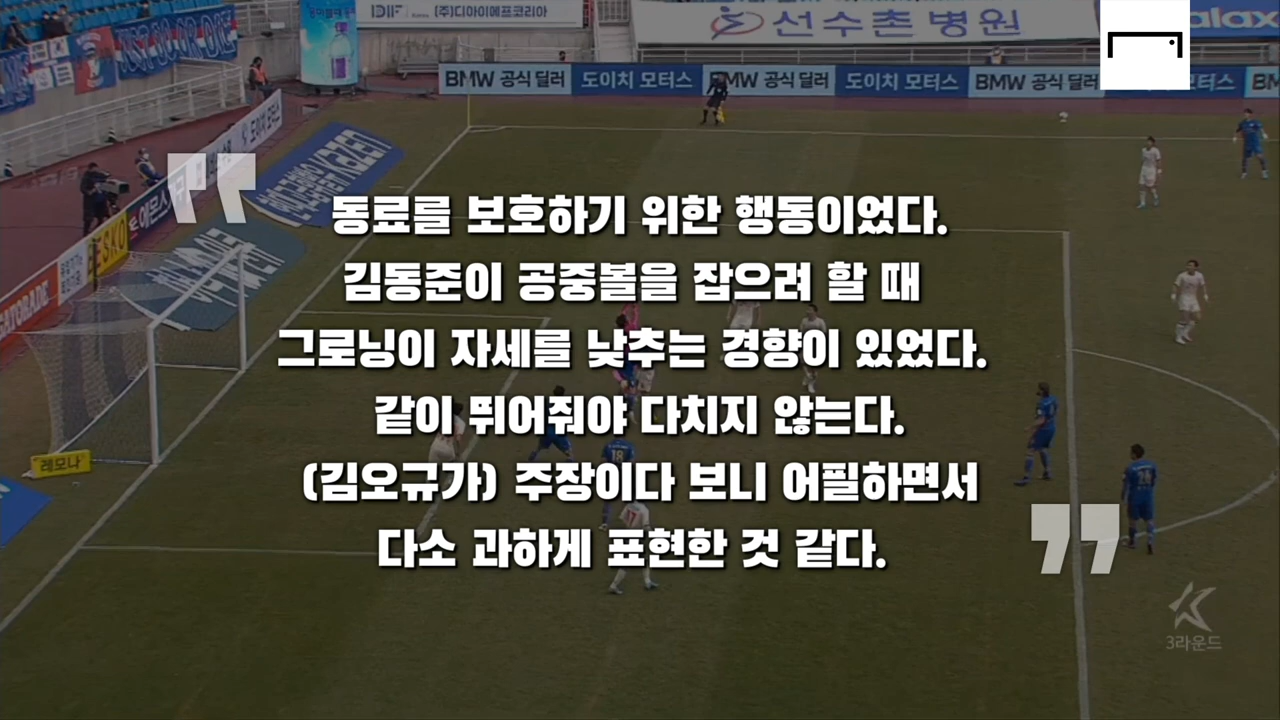 (주)디아이에프코리아
선수촌 병원
alax
BMW 공식 딜러 도이치 모터스 BMW 공식 딜러 도이치 모터스 BMW 공식 딜러
동료를 보호하기 위한 행동이었다.
김동준이 공중볼을 잡으려 할 때
그로닝이 자세를 낮추는 경향이 있었다.
같이 뛰어줘야 다치지 않는다.
(김오규가) 주장이다 보니 어필하면서
다소 과하게 표현한 것 같다.
GATORADE
레모나
18
17
3라운드